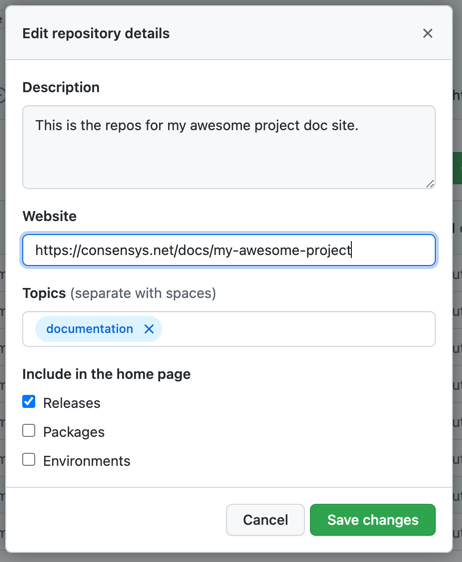 Edit repository details
Description
This is the repos for my awesome project doc site.
Website
https://consensys.net/docs/my-awesome-project
Topics (separate with spaces)
documentation
Include in the home page
Releases
Packages
Environments
Cancel
Save changes